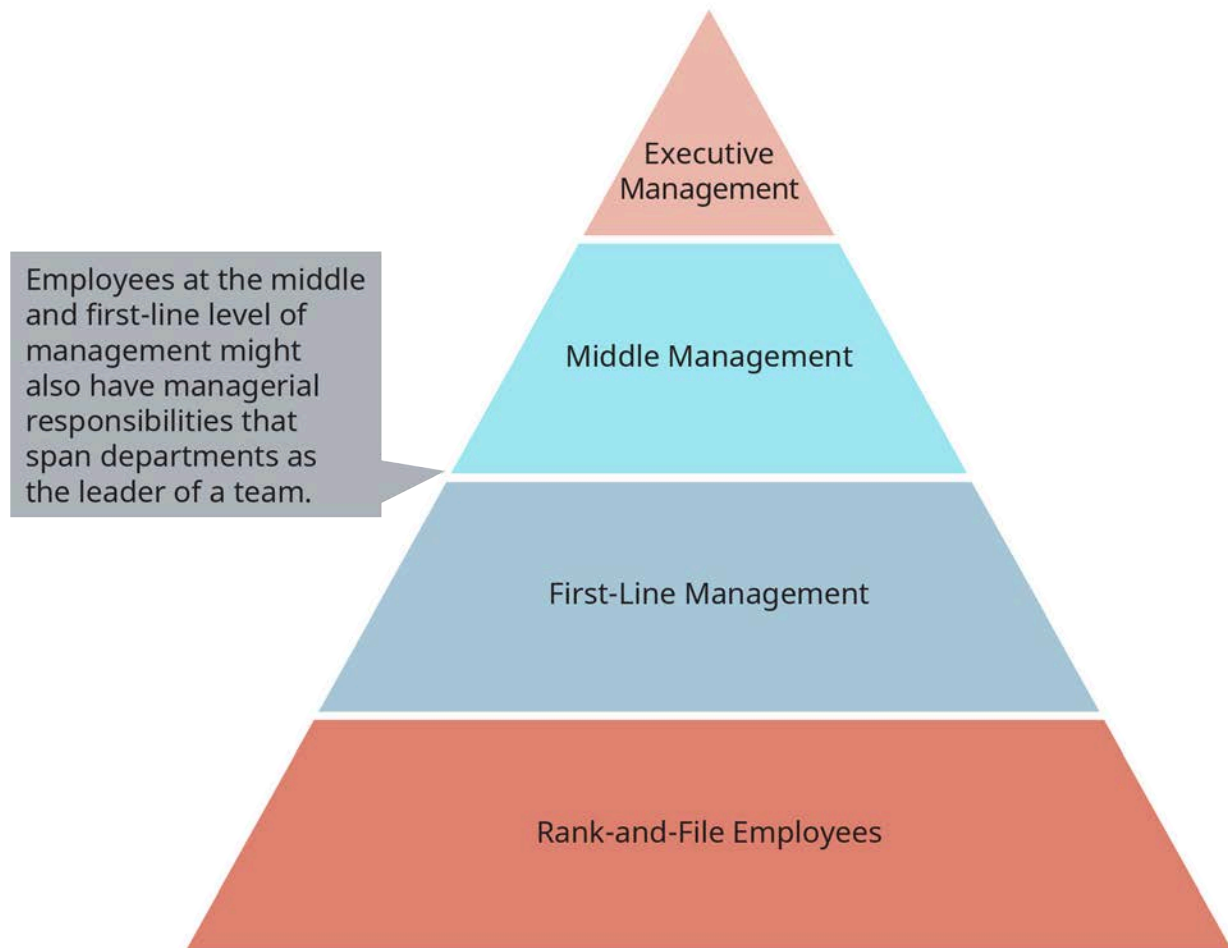 Executive
Management
Employees at the middle
and first-line level of
management might
also have managerial
responsibilities that
span departments as
the leader of a team.
Middle Management
First-Line Management
Rank-and-File Employees